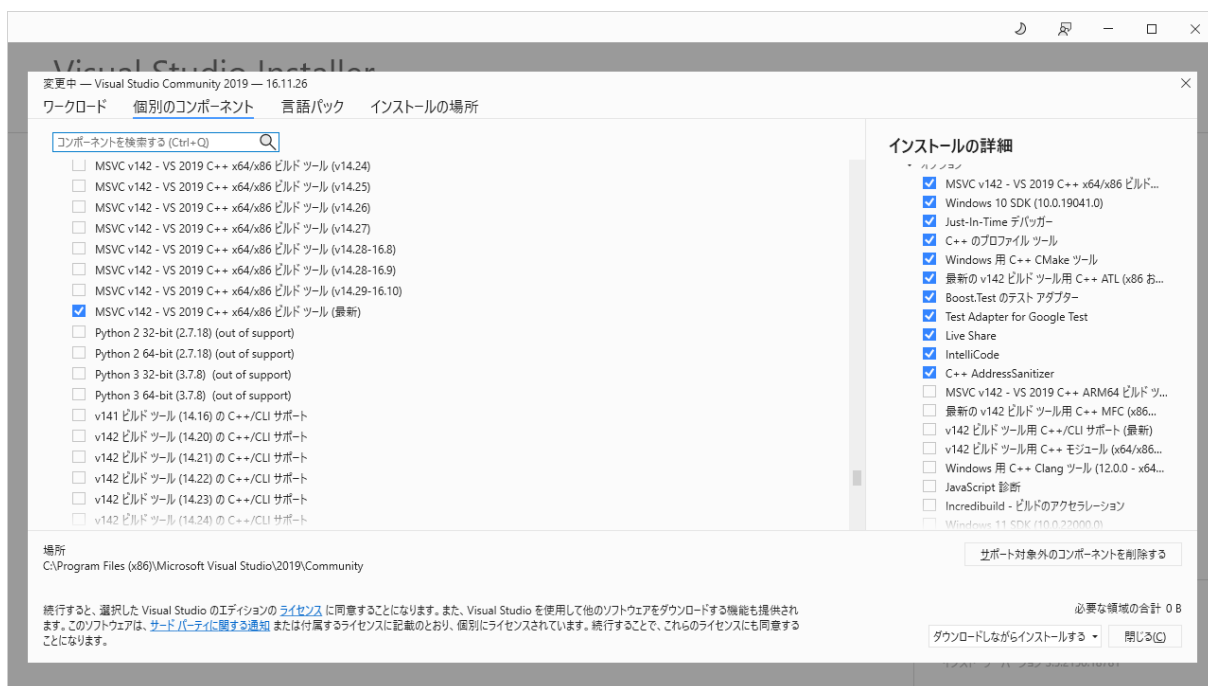 Visual Studio Installer
変更中 — Visual Studio Community 2019 — 16.11.26
ワークロード 個別のコンポーネント 言語パック インストールの場所
コンポーネントを検索する (Ctrl+Q)
MSVC v142 - VS 2019 C++ x64/x86 ビルド ツール (v14.24)
MSVC v142 - VS 2019 C++ x64/x86 ビルド ツール (v14.25)
MSVC v142 - VS 2019 C++ x64/x86 ビルド ツール (v14.26)
MSVC v142 - VS 2019 C++ x64/x86 ビルド ツール (v14.27)
MSVC v142 - VS 2019 C++ x64/x86 ビルド ツール (v14.28-16.8)
MSVC v142 - VS 2019 C++ x64/x86 ビルド ツール (v14.28-16.9)
MSVC v142 - VS 2019 C++ x64/x86 ビルド ツール (v14.29-16.10)
MSVC v142 - VS 2019 C++ x64/x86 ビルド ツール (最新)
Python 2 32-bit (2.7.18) (out of support)
Python 2 64-bit (2.7.18) (out of support)
Python 3 32-bit (3.7.8) (out of support)
Python 3 64-bit (3.7.8) (out of support)
v141 ビルド ツール (14.16) の C++/CLI サポート
v142 ビルド ツール (14.20) の C++/CLI サポート
v142 ビルド ツール (14.21) の C++/CLI サポート
v142 ビルド ツール (14.22) の C++/CLI サポート
v142 ビルド ツール (14.23) の C++/CLI サポート
v142 ビルド ツール (14.24) の C++/CLI サポート
インストールの詳細
オプション
MSVC v142 - VS 2019 C++ x64/x86 ビルド...
Windows 10 SDK (10.0.19041.0)
Just-In-Time デバッガー
C++ のプロファイル ツール
Windows 用 C++ CMake ツール
最新の v142 ビルド ツール用 C++ ATL (x86 お...
Boost.Test のテスト アダプター
Test Adapter for Google Test
Live Share
IntelliCode
C++ AddressSanitizer
MSVC v142 - VS 2019 C++ ARM64 ビルド ツ...
最新の v142 ビルド ツール用 C++ MFC (x86...
v142 ビルド ツール用 C++/CLI サポート (最新)
v142 ビルド ツール用 C++ モジュール (x64/x86...
Windows 用 C++ Clang ツール (12.0.0 - x64...
JavaScript 診断
Incredibuild - ビルドのアクセラレーション
Windows 11 SDK (10.0.22000.0)
場所
C:\Program Files (x86)\Microsoft Visual Studio\2019\Community
サポート対象外のコンポーネントを削除する
続行すると、選択した Visual Studio のエディションの ライセンス に同意することになります。また、Visual Studio を使用して他のソフトウェアをダウンロードする機能も提供され
ます。このソフトウェアは、サード パーティに関する通知 または付属するライセンスに記載のとおり、個別にライセンスされています。続行することで、これらのライセンスにも同意する
ことになります。
必要な領域の合計 0 B
ダウンロードしながらインストールする 閉じる(C)